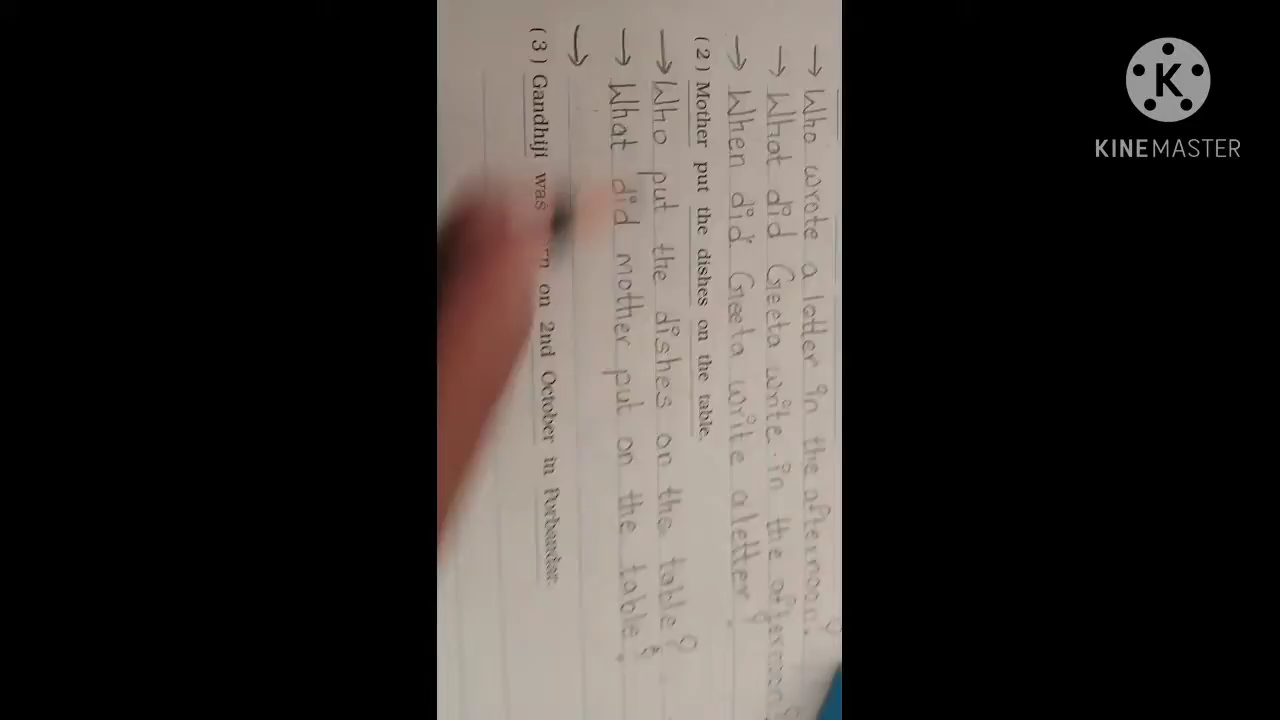 → Who wrote a latter in the afternoon?
→ What did Geeta write in the afternoon?
→ When did Geeta write a letter?
(2) Mother put the dishes on the table.
→ Who put the dishes on the table?
→ What did mother put on the table?
→
(3) Gandhiji was on 2nd October in Porbandar.
K
KINEMASTER